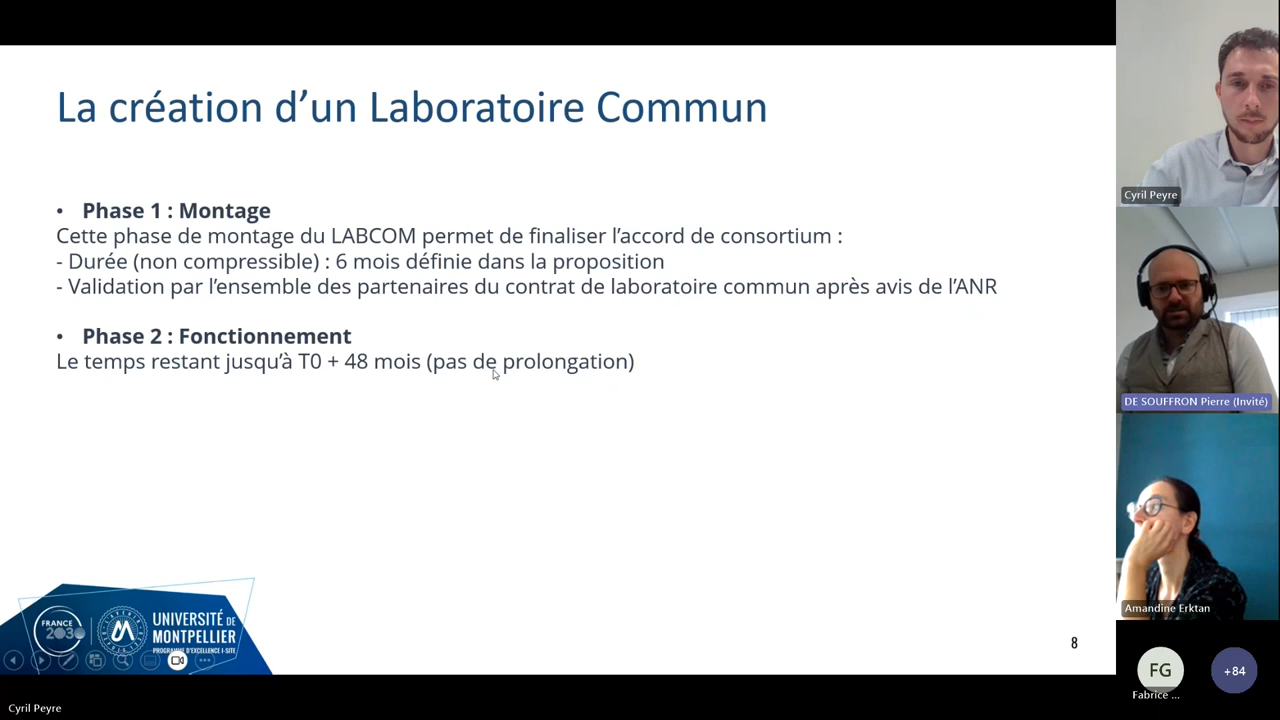 La création d’un Laboratoire Commun
• Phase 1 : Montage
Cette phase de montage du LABCOM permet de finaliser l’accord de consortium :
- Durée (non compressible) : 6 mois définie dans la proposition
- Validation par l’ensemble des partenaires du contrat de laboratoire commun après avis de l’ANR
• Phase 2 : Fonctionnement
Le temps restant jusqu’à T0 + 48 mois (pas de prolongation)
FRANCE
2030
UNIVERSITÉ DE
MONTPELLIER
PROGRAMME D'EXCELLENCE I-SITE
8
Cyril Peyre
DE SOUFFRON Pierre (Invité)
Amandine Erktan
FG
Fabrice ...
+84
Cyril Peyre